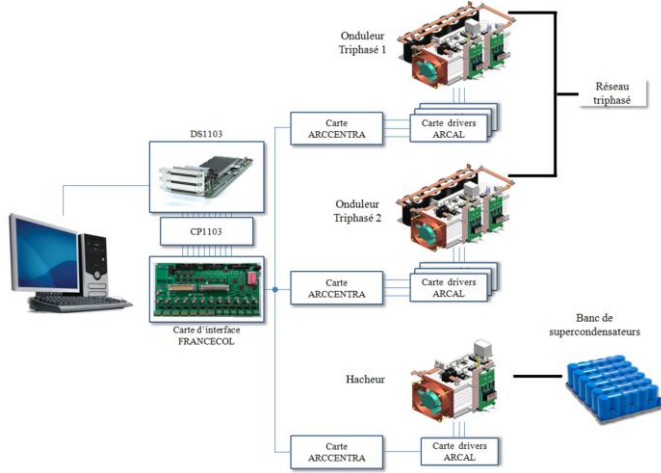 Onduleur
Triphasé 1
Réseau
triphasé
Carte
ARCCENTRA
Carte drivers
ARCAL
DS1103
Onduleur
Triphasé 2
CP1103
Carte
ARCCENTRA
Carte drivers
ARCAL
Carte d'interface
FRANCECOL
Banc de
supercondensateurs
Hacheur
Carte
ARCCENTRA
Carte drivers
ARCAL